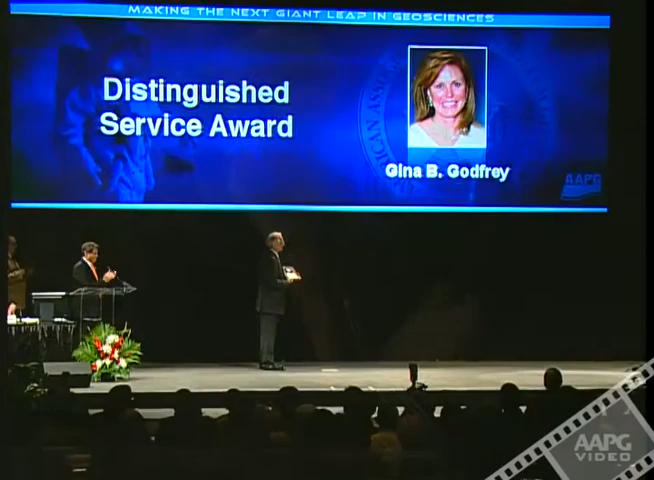 MAKING THE NEXT GIANT LEAP IN GEOSCIENCES
Distinguished
Service Award
Gina B. Godfrey
AAPG
AAPG
VIDEO